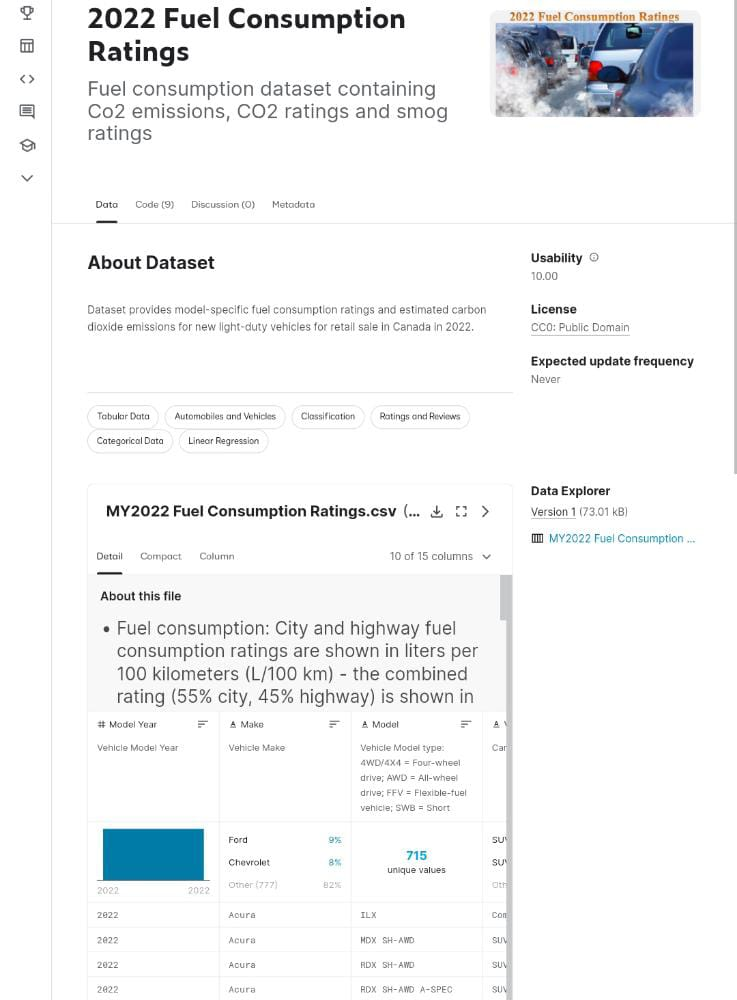 2022 Fuel Consumption
Ratings
2022 Fuel Consumption Ratings
Fuel consumption dataset containing
Co2 emissions, CO2 ratings and smog
ratings
Data Code (9) Discussion (0) Metadata
About Dataset
Usability
10.00
Dataset provides model-specific fuel consumption ratings and estimated carbon
dioxide emissions for new light-duty vehicles for retail sale in Canada in 2022.
License
CC0: Public Domain
Expected update frequency
Never
Tabular Data Automobiles and Vehicles Classification Ratings and Reviews
Categorical Data Linear Regression
MY2022 Fuel Consumption Ratings.csv (...
Data Explorer
Version 1 (73.01 kB)
MY2022 Fuel Consumption ...
Detail Compact Column 10 of 15 columns
About this file
• Fuel consumption: City and highway fuel
consumption ratings are shown in liters per
100 kilometers (L/100 km) - the combined
rating (55% city, 45% highway) is shown in
# Model Year A Make A Model A
Vehicle Model Year Vehicle Make Vehicle Model type:
4WD/4X4 = Four-wheel
drive; AWD = All-wheel
drive; FFV = Flexible-fuel
vehicle; SWB = Short
Ford 9%
Chevrolet 8%
Other (777) 82%
715
unique values
2022 2022
2022 Acura ILX
2022 Acura MDX SH-AWD
2022 Acura RDX SH-AWD
2022 Acura RDX SH-AWD A-SPEC